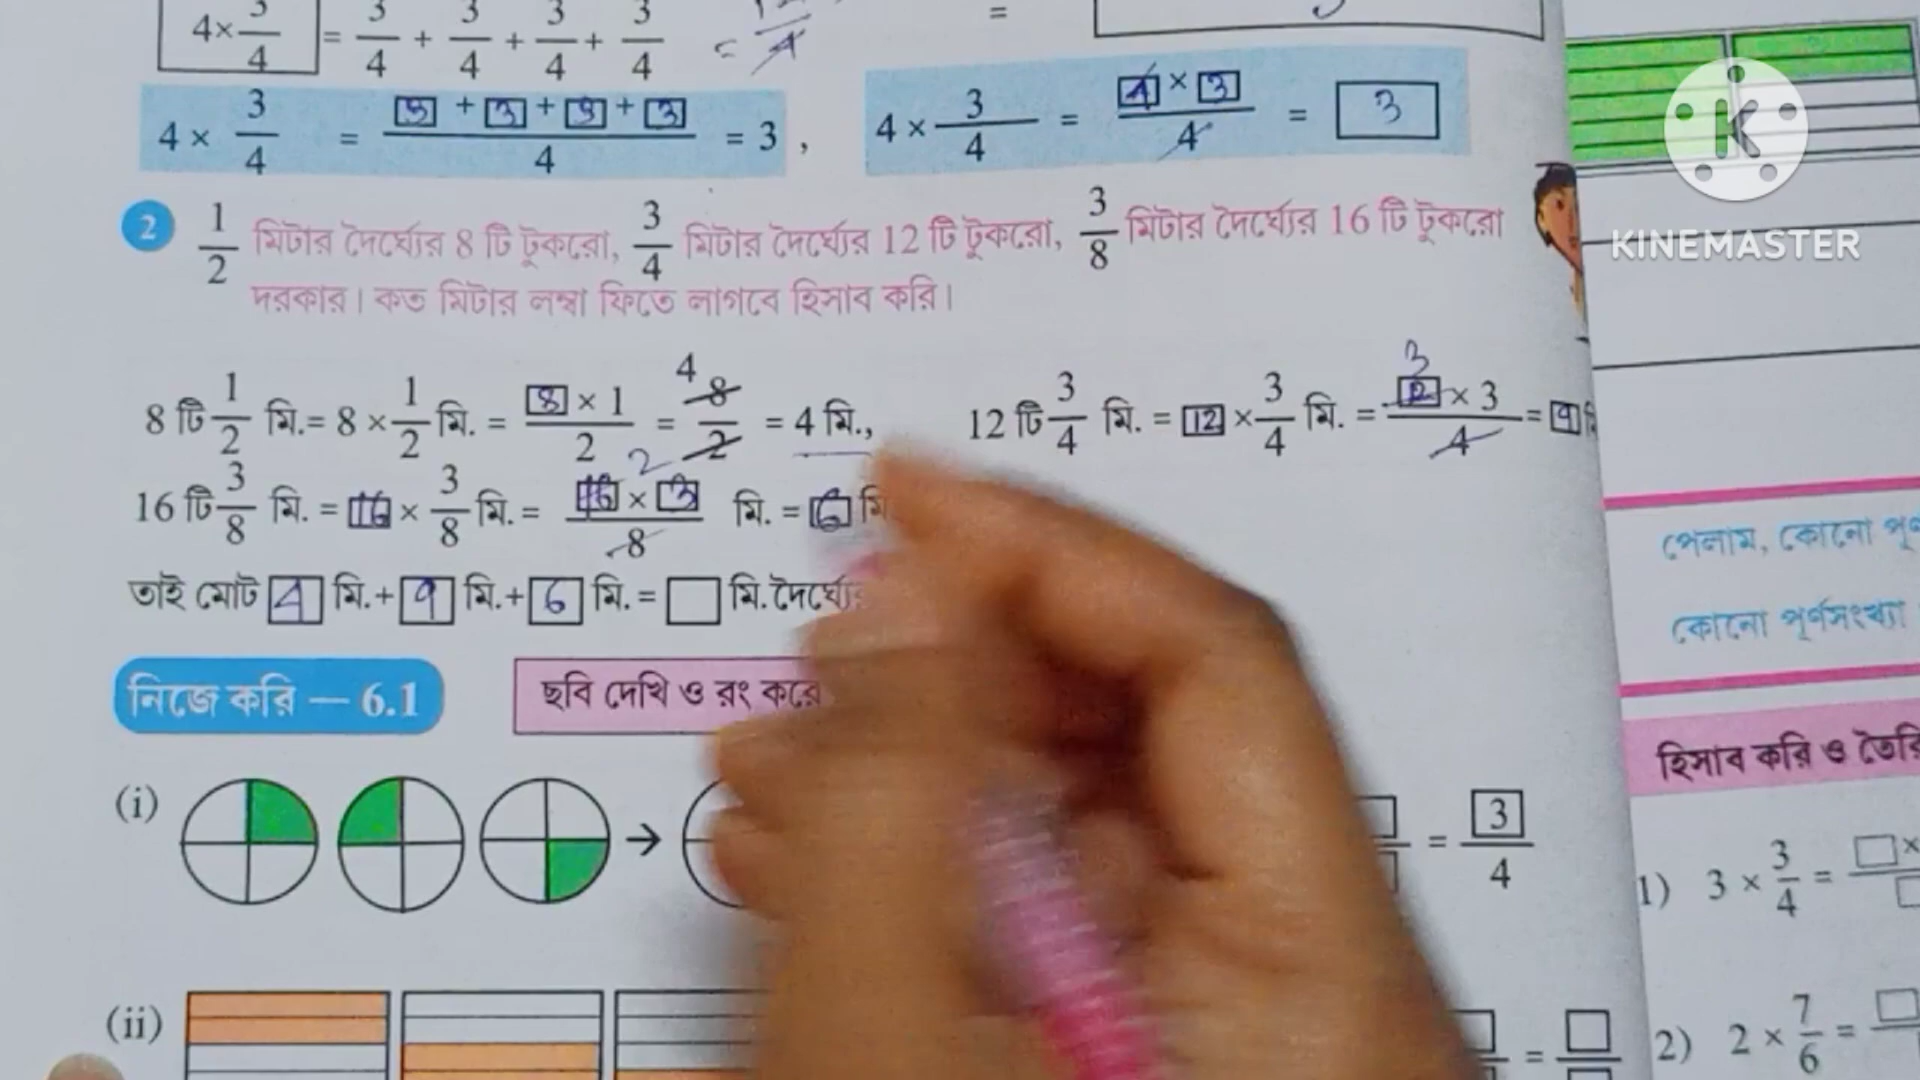 4× 3/4 = 3/4 + 3/4 + 3/4 + 3/4 =
4 × 3/4 = 3 + 3 + 3 + 3 / 4 = 3 , 4 × 3/4 = 4 × 3 / 4 = 3
2 1/2 মিটার দৈর্ঘ্যের 8 টি টুকরো, 3/4 মিটার দৈর্ঘ্যের 12 টি টুকরো, 3/8 মিটার দৈর্ঘ্যের 16 টি টুকরো
দরকার। কত মিটার লম্বা ফিতে লাগবে হিসাব করি।
8 টি 1/2 মি.= 8 × 1/2 মি. = 8 × 1 / 2 = 8/2 4 = 4 মি., 12 টি 3/4 মি. = 12 × 3/4 মি. = 12 × 3 / 4 3 = 9
16 টি 3/8 মি. = 16 × 3/8 মি. = 16 × 3 / 8 2 মি. = 6 মি
তাই মোট 4 মি.+ 9 মি.+ 6 মি. = মি. দৈর্ঘ্যের
নিজে করি — 6.1 ছবি দেখি ও রং করে
(i) → = 3/4
(ii) =
KINEMASTER
পেলাম, কোনো
কোনো পূর্ণসংখ্যা
হিসাব করি ও
1) 3 × 3/4 = ×
2) 2 × 7/6 =